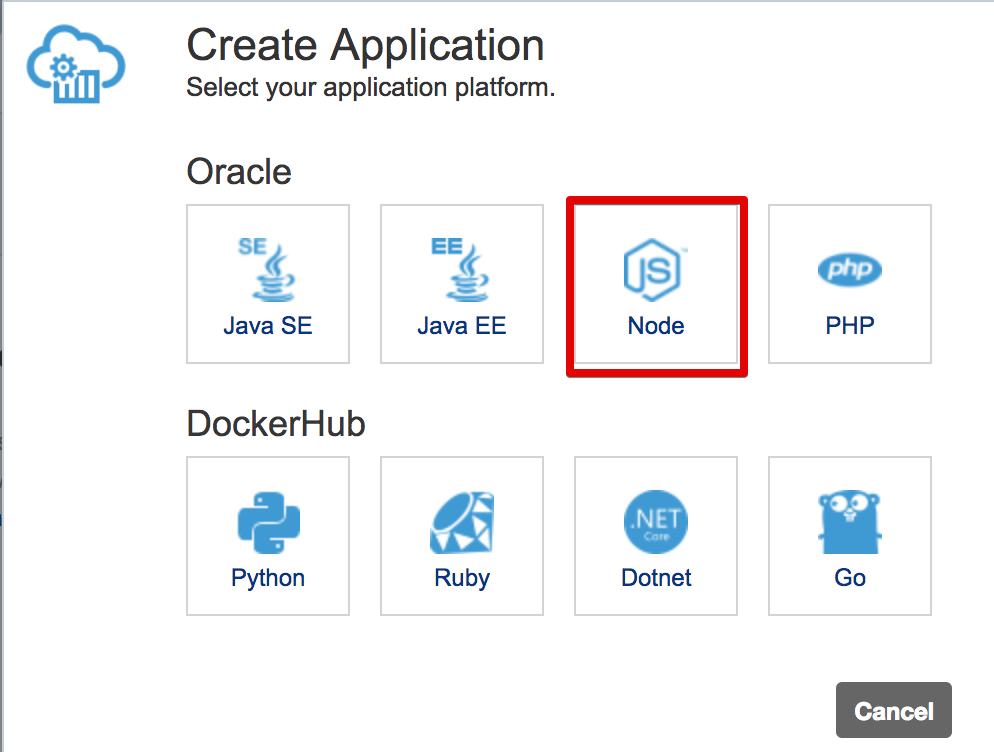 Create Application
Select your application platform.
Oracle
SE
EE
JS
php
Java SE
Java EE
Node
PHP
DockerHub
.NET
Core
Python
Ruby
Dotnet
Go
Cancel